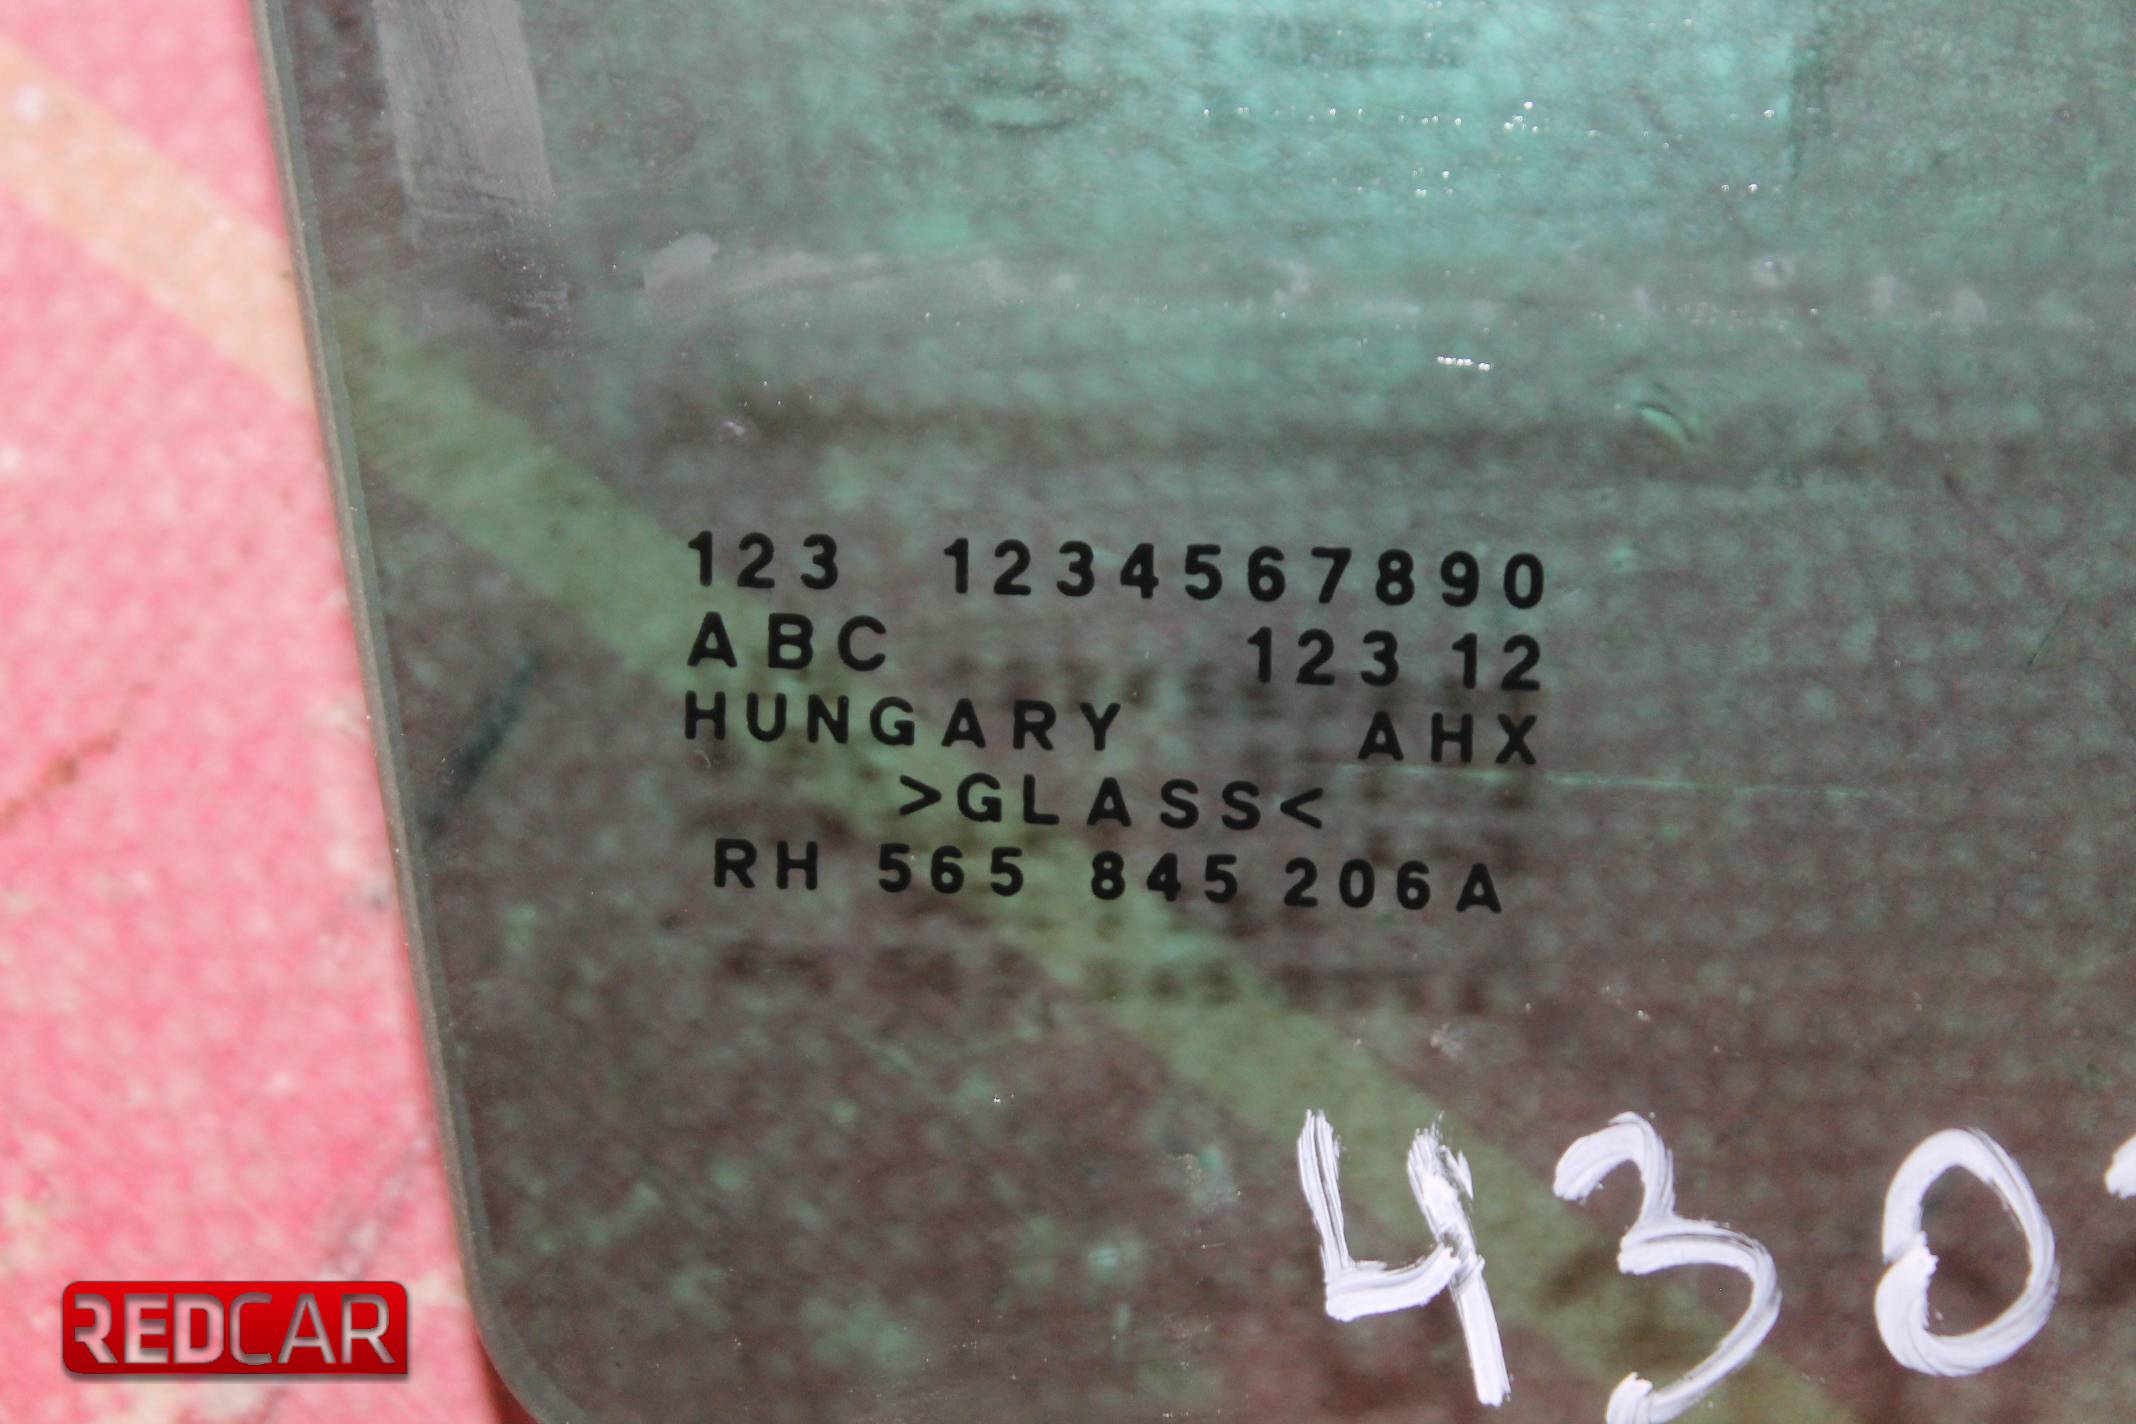 123 1234567890
ABC 123 12
HUNGARY AHX
>GLASS<
RH 565 845 206A
430
REDCAR